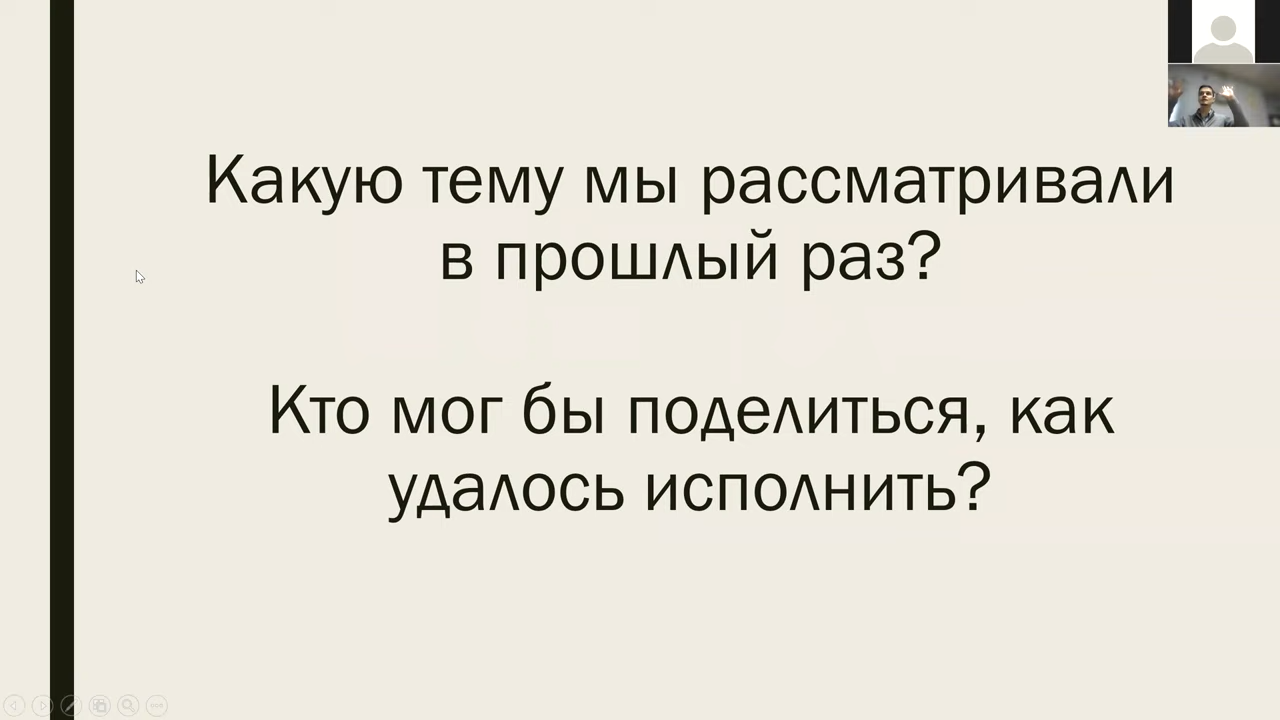 Какую тему мы рассматривали
в прошлый раз?
Кто мог бы поделиться, как
удалось исполнить?